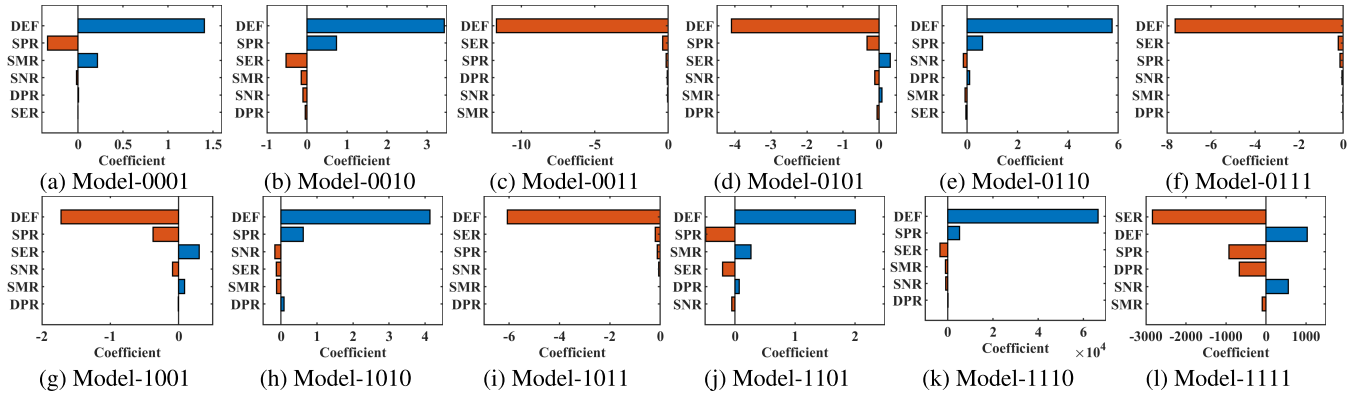 DEF
SPR
SMR
SNR
DPR
SER
0 0.5 1 1.5
Coefficient
(a) Model-0001
DEF
SPR
SER
SMR
SNR
DPR
-1 0 1 2 3
Coefficient
(b) Model-0010
DEF
SER
SPR
DPR
SNR
SMR
-10 -5 0
Coefficient
(c) Model-0011
DEF
SPR
SER
SNR
SMR
DPR
-4 -3 -2 -1 0
Coefficient
(d) Model-0101
DEF
SPR
SNR
DPR
SMR
SER
0 2 4 6
Coefficient
(e) Model-0110
DEF
SER
SPR
SNR
SMR
DPR
-8 -6 -4 -2 0
Coefficient
(f) Model-0111
DEF
SPR
SER
SNR
SMR
DPR
-2 -1 0
Coefficient
(g) Model-1001
DEF
SPR
SNR
SER
SMR
DPR
0 1 2 3 4
Coefficient
(h) Model-1010
DEF
SER
SPR
SNR
SMR
DPR
-6 -4 -2 0
Coefficient
(i) Model-1011
DEF
SPR
SMR
SER
DPR
SNR
0 1 2
Coefficient
(j) Model-1101
DEF
SPR
SER
SMR
SNR
DPR
0 2 4 6
Coefficient ×10^4
(k) Model-1110
SER
DEF
SPR
DPR
SNR
SMR
-3000 -2000 -1000 0 1000
Coefficient
(l) Model-1111